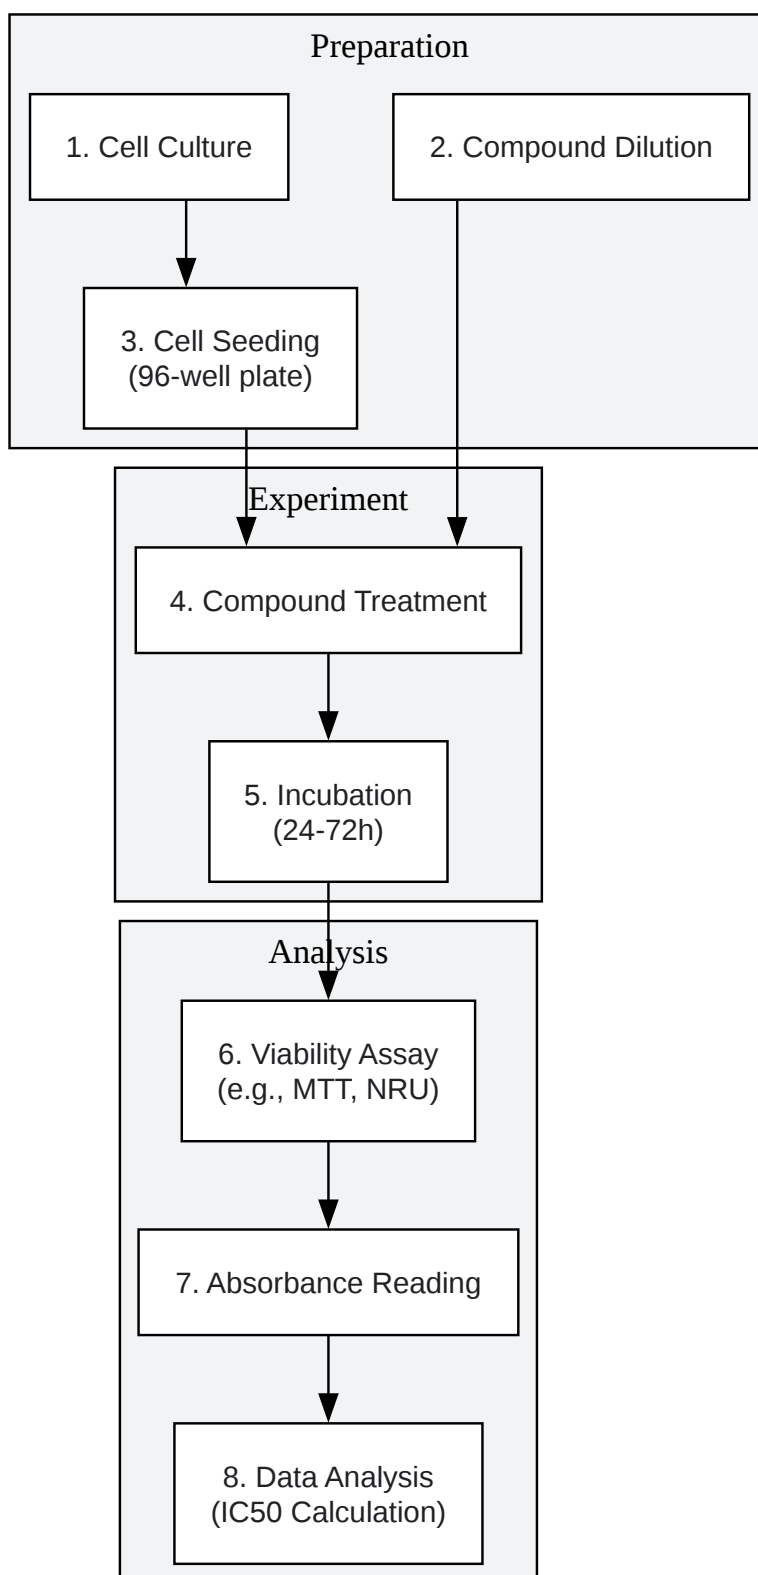 Preparation
1. Cell Culture
2. Compound Dilution
3. Cell Seeding
(96-well plate)
Experiment
4. Compound Treatment
5. Incubation
(24-72h)
Analysis
6. Viability Assay
(e.g., MTT, NRU)
7. Absorbance Reading
8. Data Analysis
(IC50 Calculation)